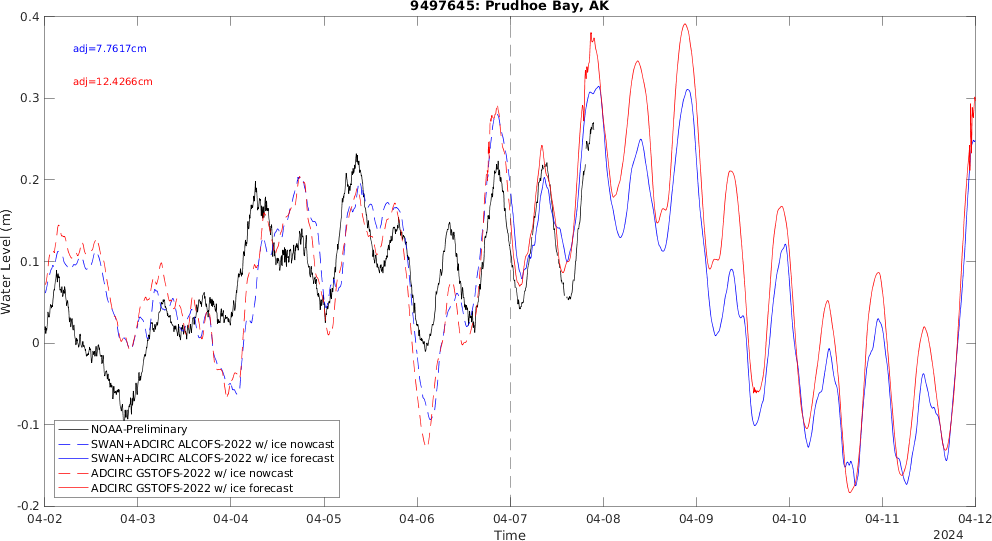 9497645: Prudhoe Bay, AK
adj=7.7617cm
adj=12.4266cm
Water Level (m)
0.4
0.3
0.2
0.1
0
-0.1
-0.2
NOAA-Preliminary
SWAN+ADCIRC ALCOFS-2022 w/ ice nowcast
SWAN+ADCIRC ALCOFS-2022 w/ ice forecast
ADCIRC GSTOFS-2022 w/ ice nowcast
ADCIRC GSTOFS-2022 w/ ice forecast
04-02 04-03 04-04 04-05 04-06 04-07 04-08 04-09 04-10 04-11 04-12
Time
2024